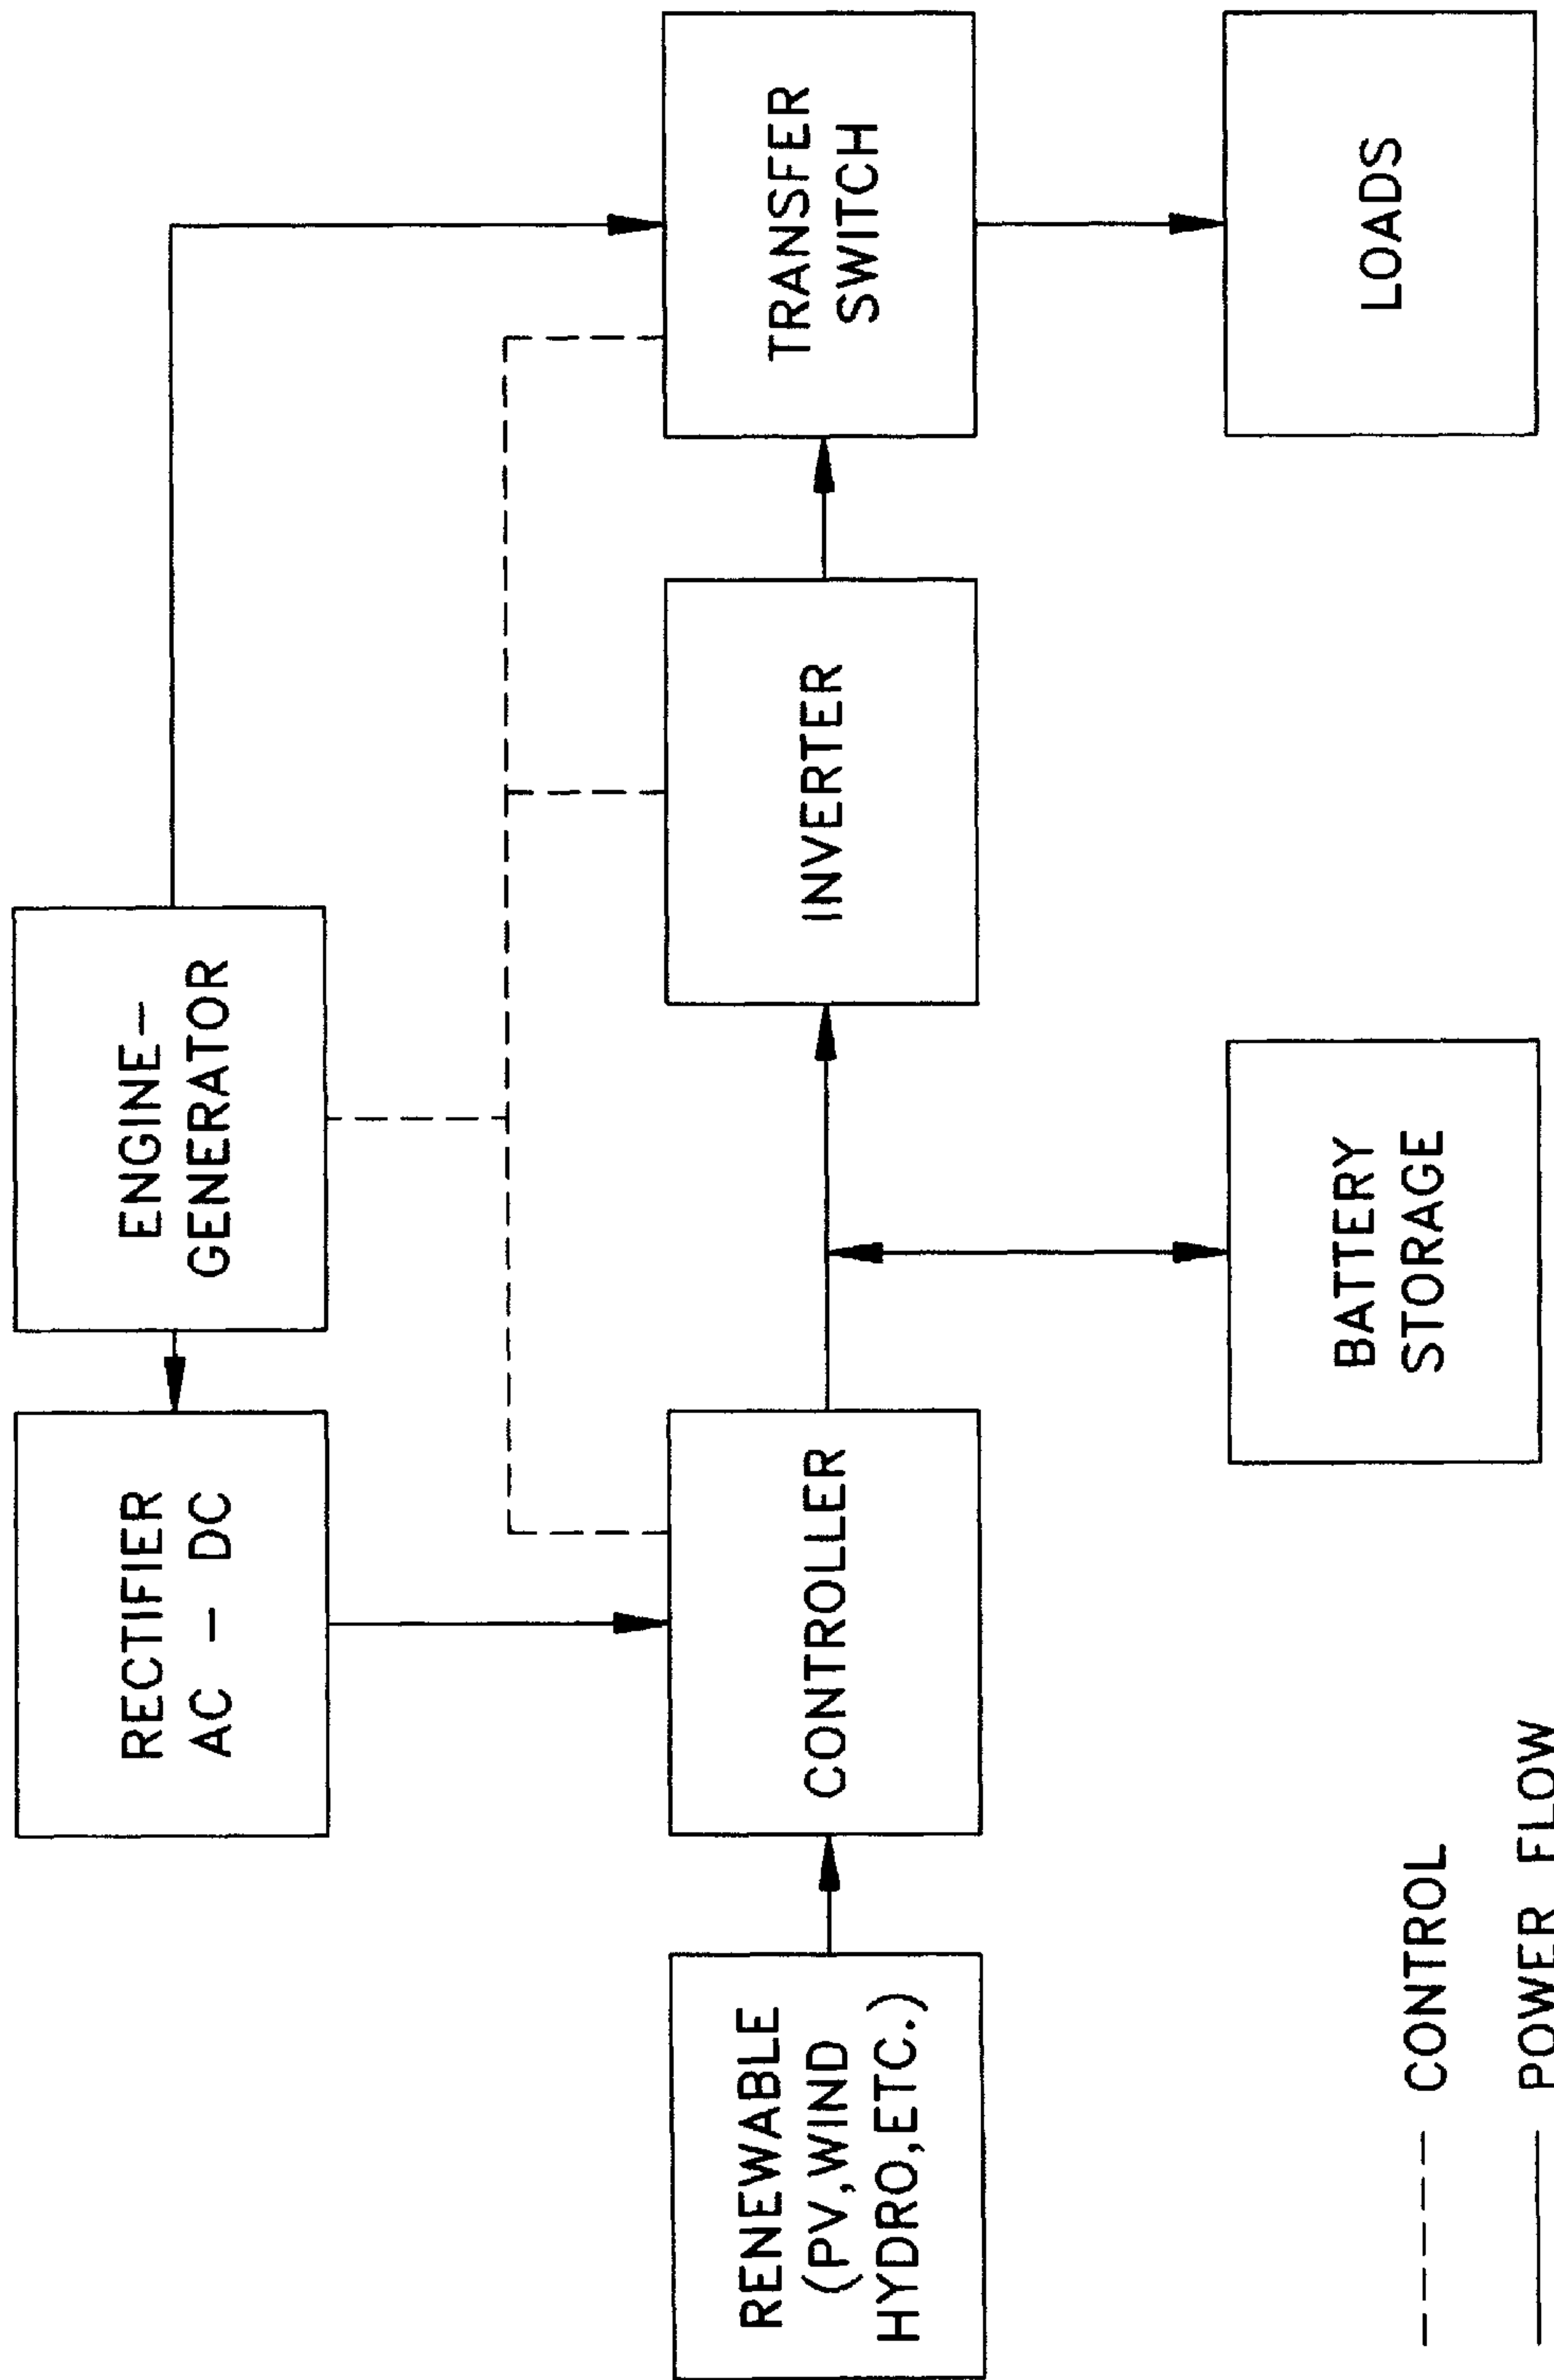 RECTIFIER
AC – DC
ENGINE–
GENERATOR
RENEWABLE
(PV,WIND
HYDRO,ETC.)
CONTROLLER
INVERTER
TRANSFER
SWITCH
BATTERY
STORAGE
LOADS
CONTROL
POWER FLOW